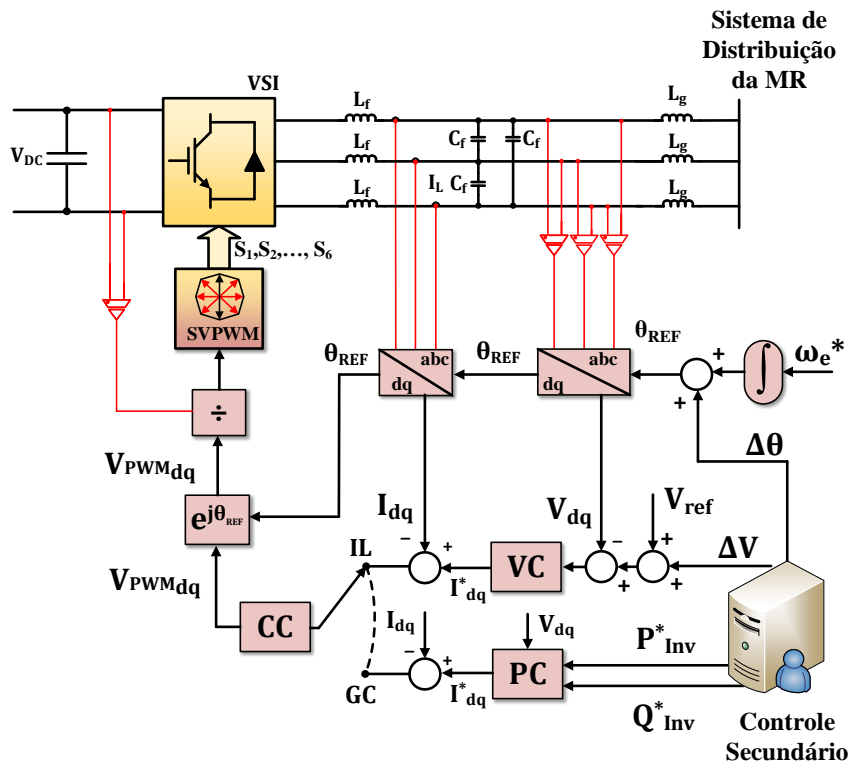 Sistema de
Distribuição
da MR
VSI
L_f
L_g
V_DC
C_f
C_f
L_f
L_g
I_L
C_f
L_f
L_g
S_1,S_2,..., S_6
SVPWM
θ_REF
abc
dq
θ_REF
abc
dq
θ_REF
+
+
∫
ω_e*
÷
Δθ
V_PWM_dq
I_dq
V_dq
V_ref
e^jθ_REF
IL
−
+
I*_dq
VC
−
+
+
+
ΔV
V_PWM_dq
CC
I_dq
V_dq
P*_Inv
−
+
GC
I*_dq
PC
Q*_Inv
Controle
Secundário